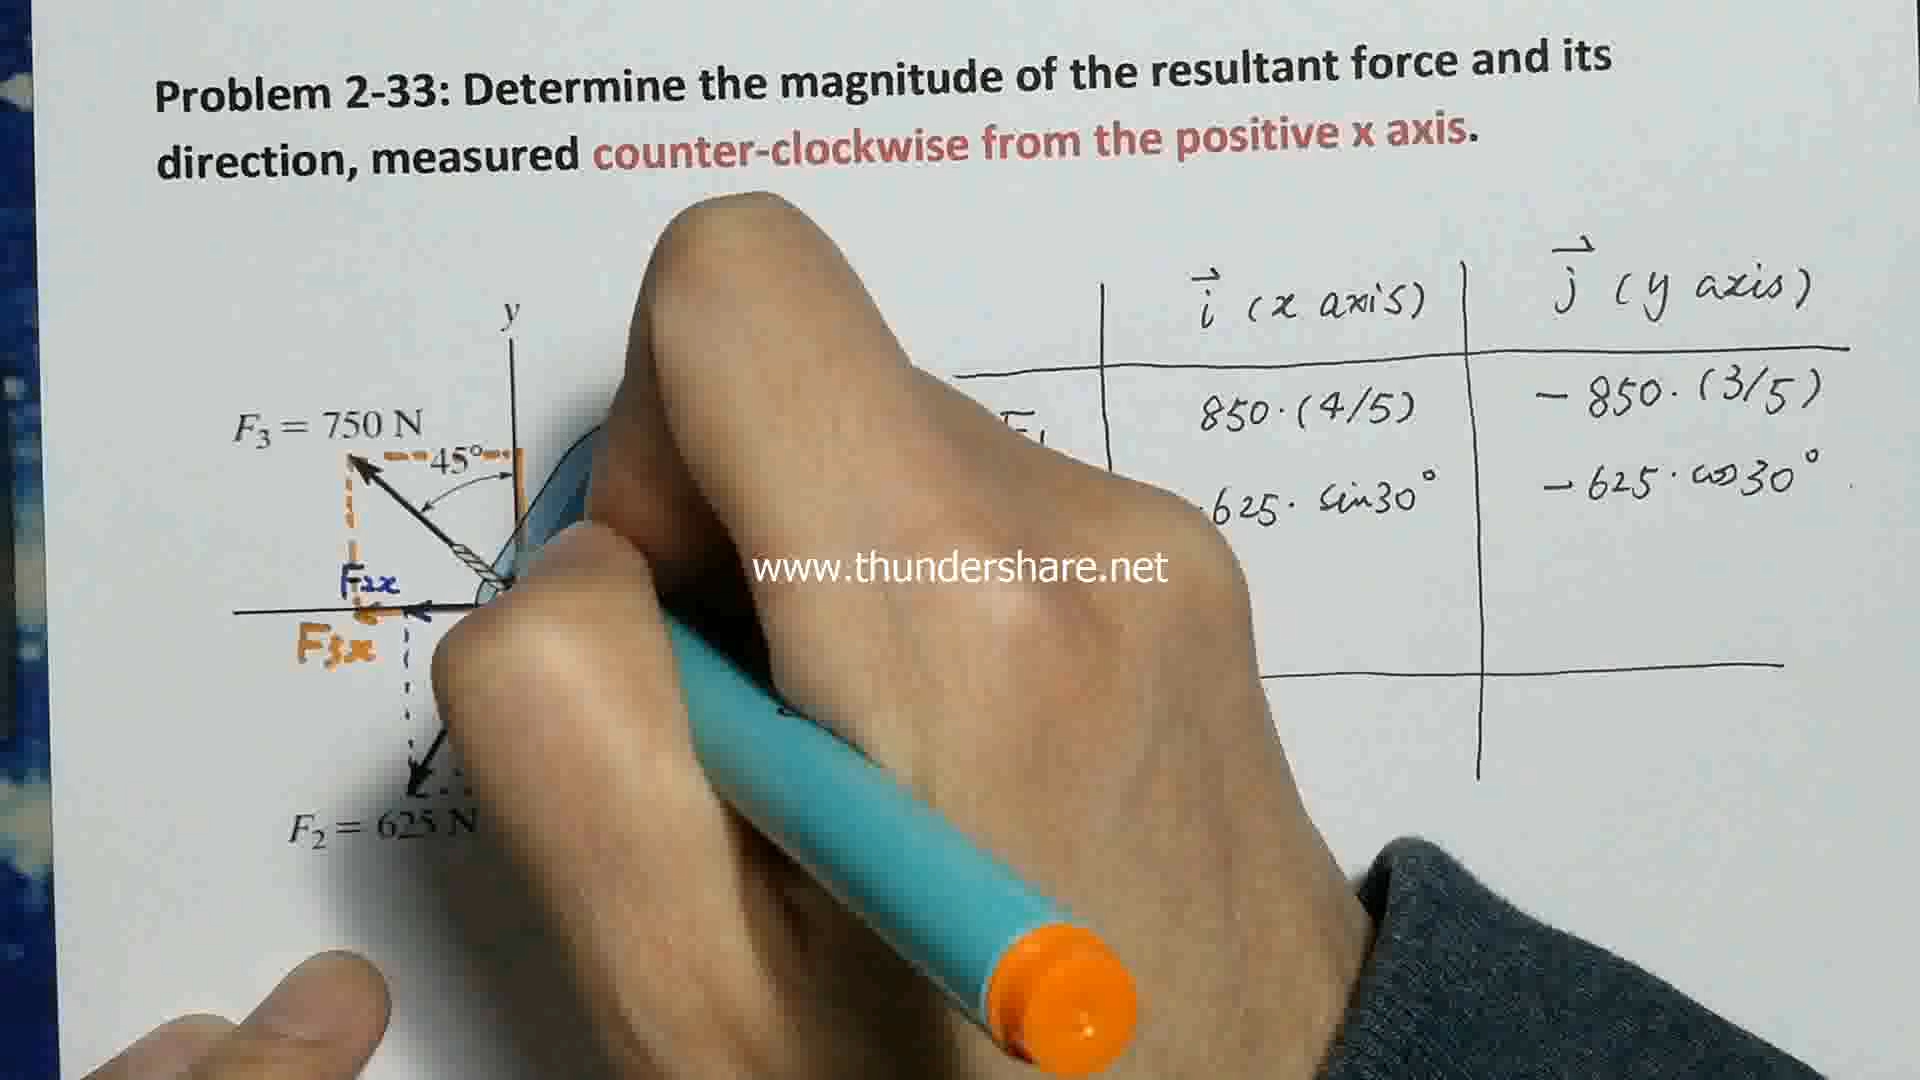 Problem 2-33: Determine the magnitude of the resultant force and its
direction, measured counter-clockwise from the positive x axis.
y
i (x axis)
j (y axis)
F₃ = 750 N
45°
850·(4/5)
- 850·(3/5)
625· sin30°
- 625·cos30°
www.thundershare.net
F2x
F3x
F₂ = 625 N